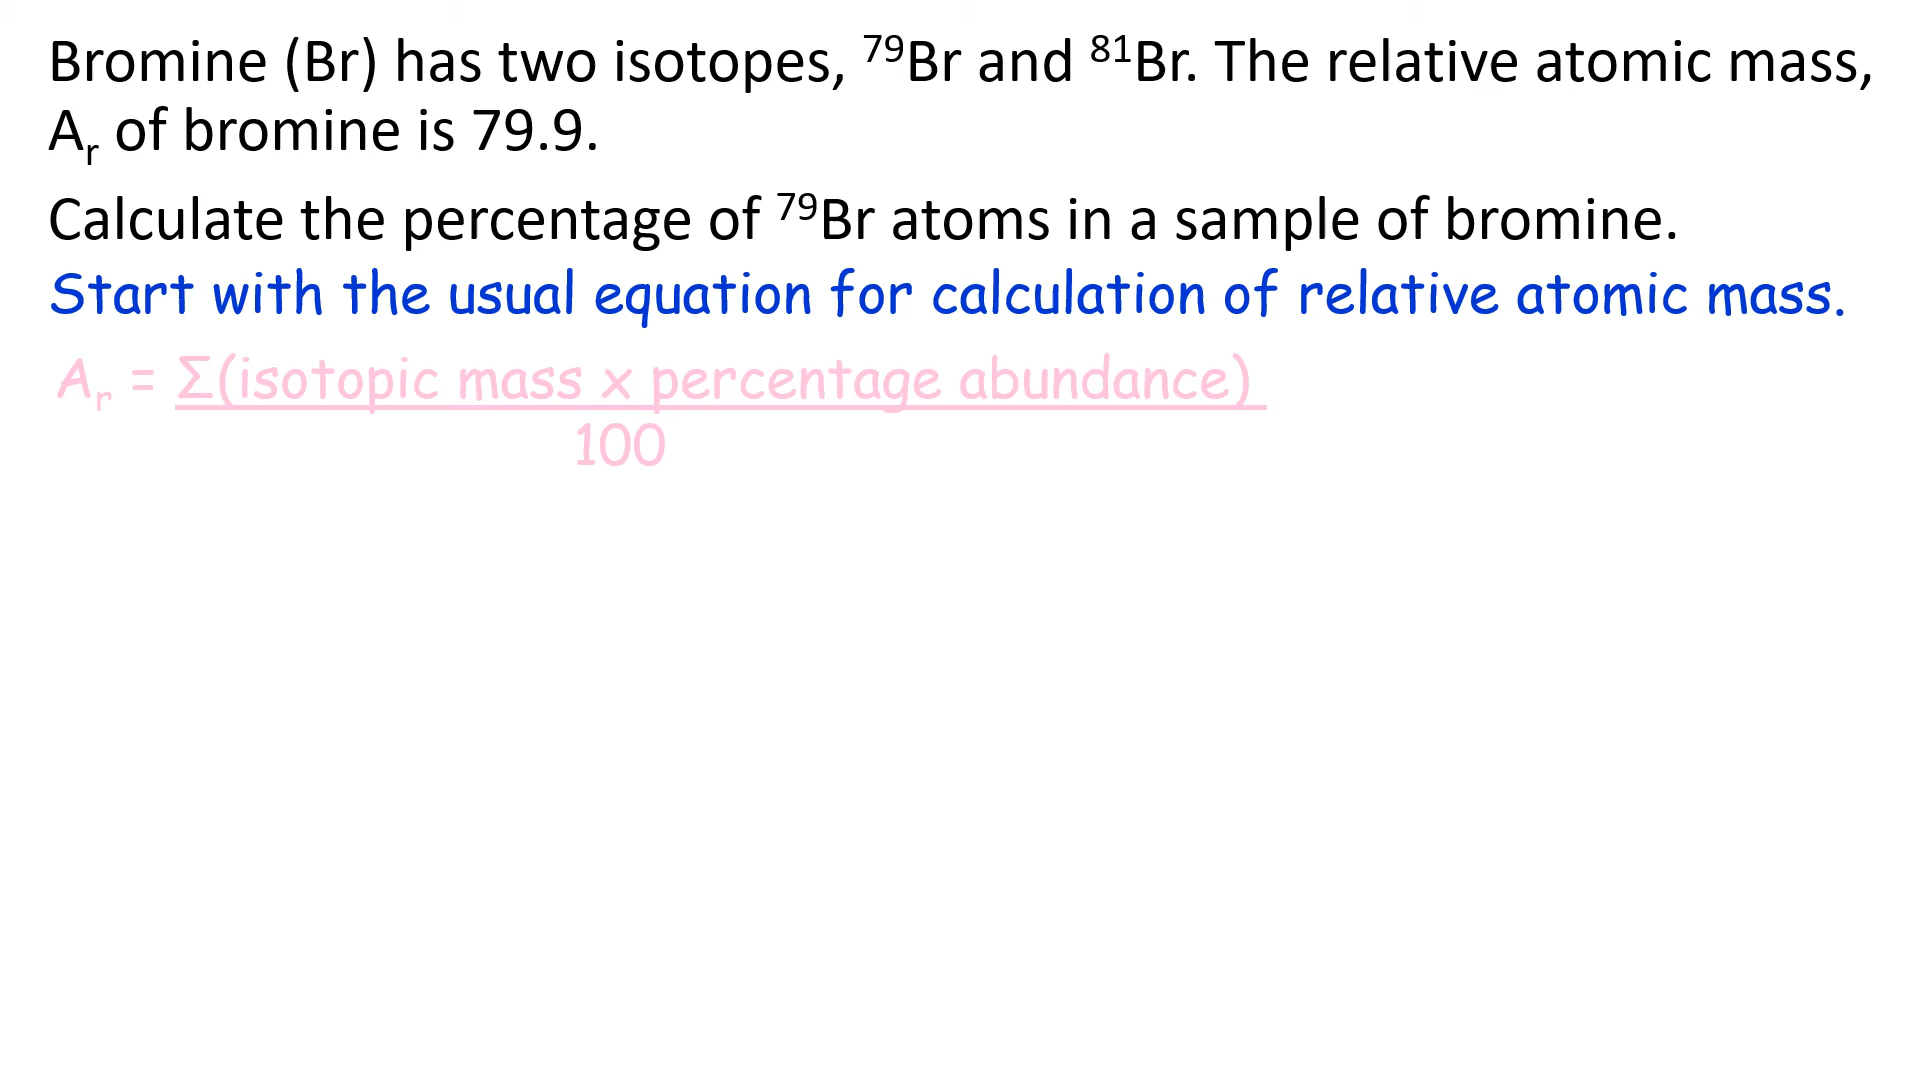 Bromine (Br) has two isotopes, ⁷⁹Br and ⁸¹Br. The relative atomic mass,
Aᵣ of bromine is 79.9.
Calculate the percentage of ⁷⁹Br atoms in a sample of bromine.
Start with the usual equation for calculation of relative atomic mass.
Aᵣ = Σ(isotopic mass x percentage abundance)
100